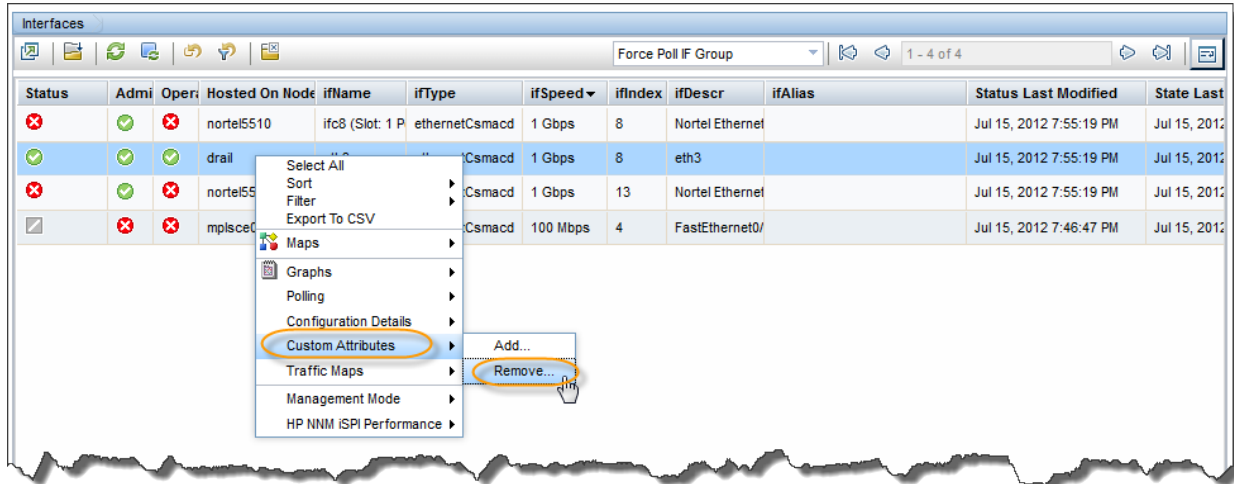 Interfaces
Force Poll IF Group 1 - 4 of 4
Status Admi Opera Hosted On Node ifName ifType ifSpeed ifIndex ifDescr ifAlias Status Last Modified State Last
nortel5510 ifc8 (Slot: 1 P ethernetCsmacd 1 Gbps 8 Nortel Ethernet Jul 15, 2012 7:55:19 PM Jul 15, 2012
drail Csmacd 1 Gbps 8 eth3 Jul 15, 2012 7:55:19 PM Jul 15, 2012
nortel55 Csmacd 1 Gbps 13 Nortel Ethernet Jul 15, 2012 7:55:19 PM Jul 15, 2012
mplsce0 Csmacd 100 Mbps 4 FastEthernet0/ Jul 15, 2012 7:46:47 PM Jul 15, 2012
Select All
Sort
Filter
Export To CSV
Maps
Graphs
Polling
Configuration Details
Custom Attributes
Traffic Maps
Management Mode
HP NNM iSPI Performance
Add...
Remove...